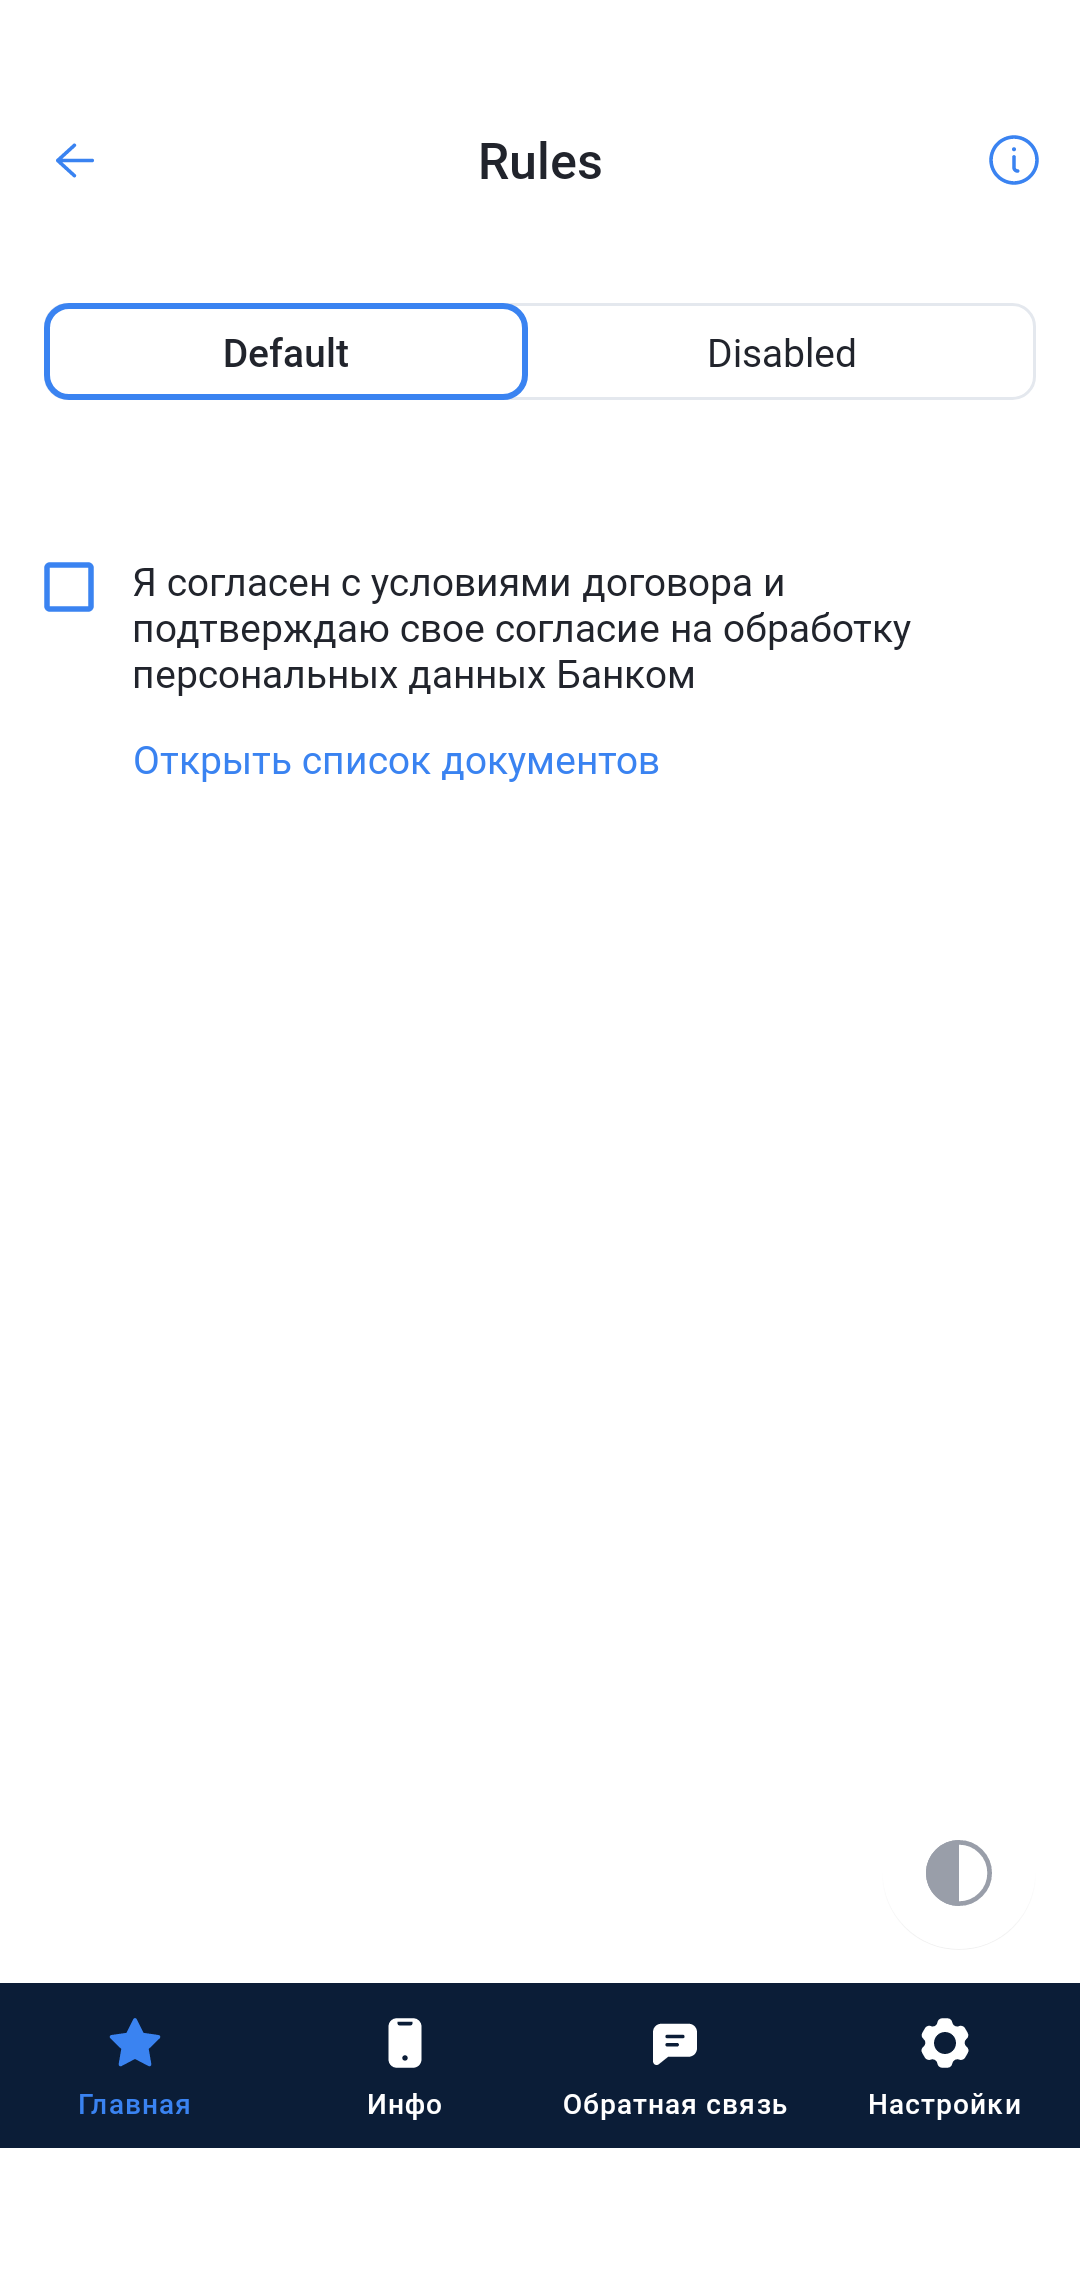 Rules
Default
Disabled
Я согласен с условиями договора и
подтверждаю свое согласие на обработку
персональных данных Банком
Открыть список документов
Главная
Инфо
Обратная связь
Настройки